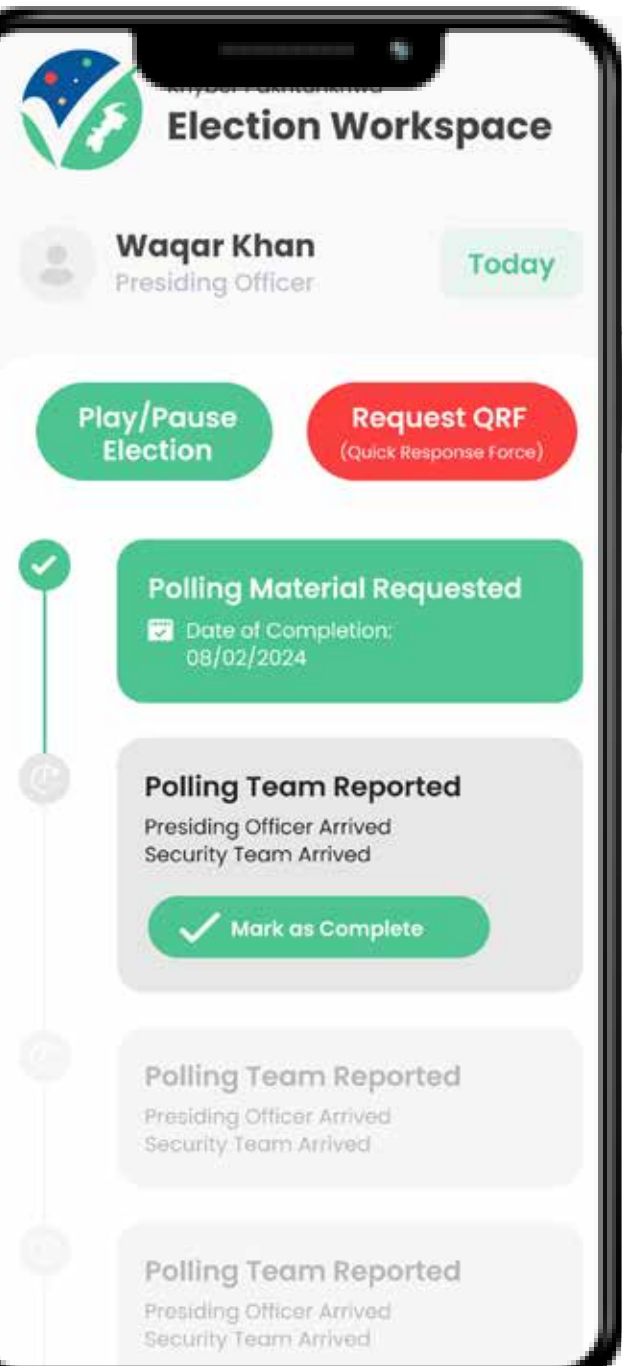 Election Workspace
Waqar Khan
Presiding Officer
Today
Play/Pause
Election
Request QRF
(Quick Response Force)
Polling Material Requested
Date of Completion:
08/02/2024
Polling Team Reported
Presiding Officer Arrived
Security Team Arrived
Mark as Complete
Polling Team Reported
Presiding Officer Arrived
Security Team Arrived
Polling Team Reported
Presiding Officer Arrived
Security Team Arrived